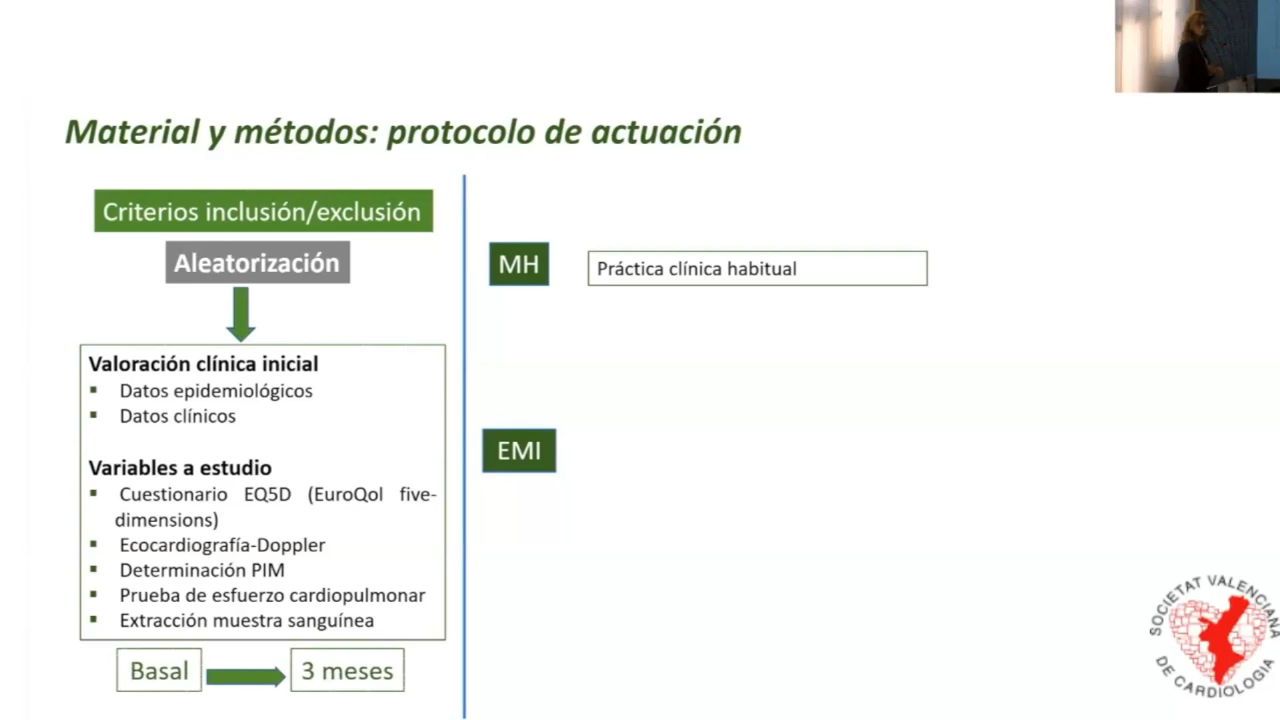 Material y métodos: protocolo de actuación
Criterios inclusión/exclusión
Aleatorización
Valoración clínica inicial
▪ Datos epidemiológicos
▪ Datos clínicos
Variables a estudio
▪ Cuestionario EQ5D (EuroQol five-
dimensions)
▪ Ecocardiografía-Doppler
▪ Determinación PIM
▪ Prueba de esfuerzo cardiopulmonar
▪ Extracción muestra sanguínea
Basal
3 meses
MH
Práctica clínica habitual
EMI
SOCIETAT VALENCIANA
DE CARDIOLOGIA